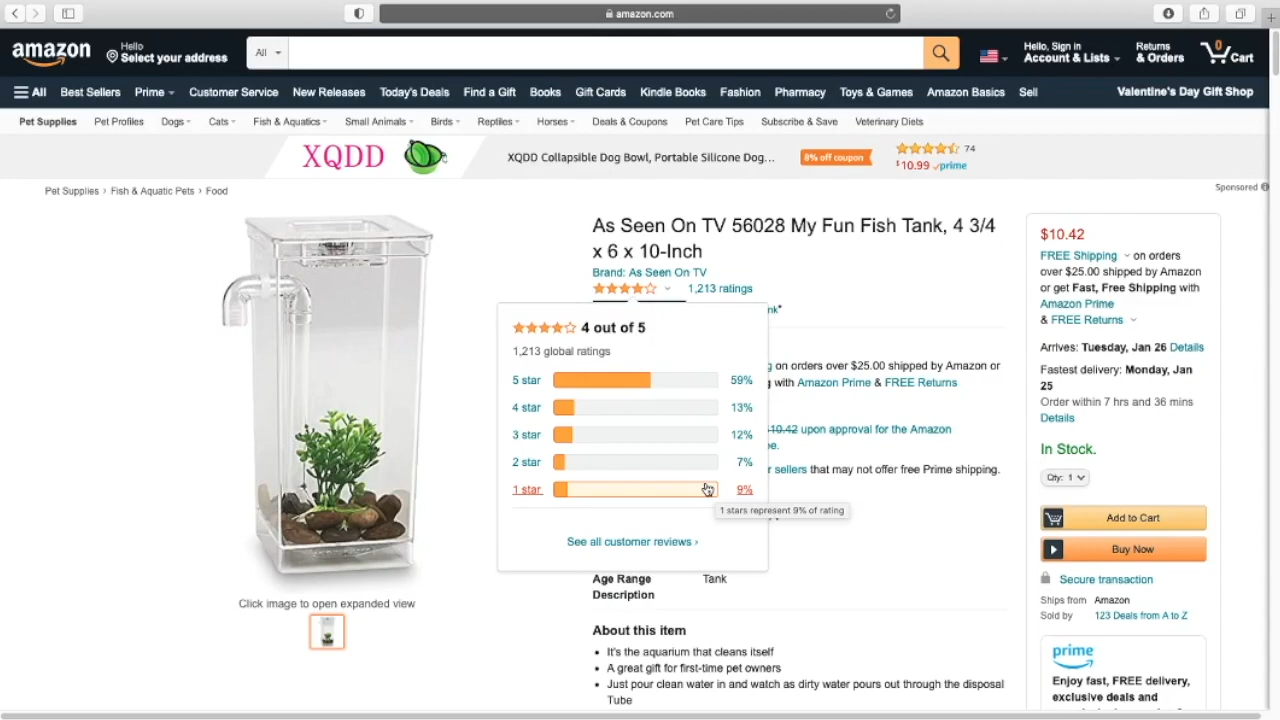 amazon.com
amazon
Hello
Select your address
All
Hello, Sign in
Account & Lists
Returns
& Orders
0
Cart
All
Best Sellers
Prime
Customer Service
New Releases
Today's Deals
Find a Gift
Books
Gift Cards
Kindle Books
Fashion
Pharmacy
Toys & Games
Amazon Basics
Sell
Valentine's Day Gift Shop
Pet Supplies
Pet Profiles
Dogs
Cats
Fish & Aquatics
Small Animals
Birds
Reptiles
Horses
Deals & Coupons
Pet Care Tips
Subscribe & Save
Veterinary Diets
XQDD
XQDD Collapsible Dog Bowl, Portable Silicone Dog...
8% off coupon
74
$10.99 prime
Sponsored
Pet Supplies › Fish & Aquatic Pets › Food
Click image to open expanded view
As Seen On TV 56028 My Fun Fish Tank, 4 3/4
x 6 x 10-Inch
Brand: As Seen On TV
1,213 ratings
nk"
4 out of 5
1,213 global ratings
5 star 59%
4 star 13%
3 star 12%
2 star 7%
1 star 9%
1 stars represent 9% of rating
See all customer reviews ›
g on orders over $25.00 shipped by Amazon or
with Amazon Prime & FREE Returns
10.42 upon approval for the Amazon
e.
r sellers that may not offer free Prime shipping.
Age Range Tank
Description
About this item
• It's the aquarium that cleans itself
• A great gift for first-time pet owners
• Just pour clean water in and watch as dirty water pours out through the disposal
Tube
$10.42
FREE Shipping on orders
over $25.00 shipped by Amazon
or get Fast, Free Shipping with
Amazon Prime
& FREE Returns
Arrives: Tuesday, Jan 26 Details
Fastest delivery: Monday, Jan
25
Order within 7 hrs and 36 mins
Details
In Stock.
Qty: 1
Add to Cart
Buy Now
Secure transaction
Ships from Amazon
Sold by 123 Deals from A to Z
prime
Enjoy fast, FREE delivery,
exclusive deals and